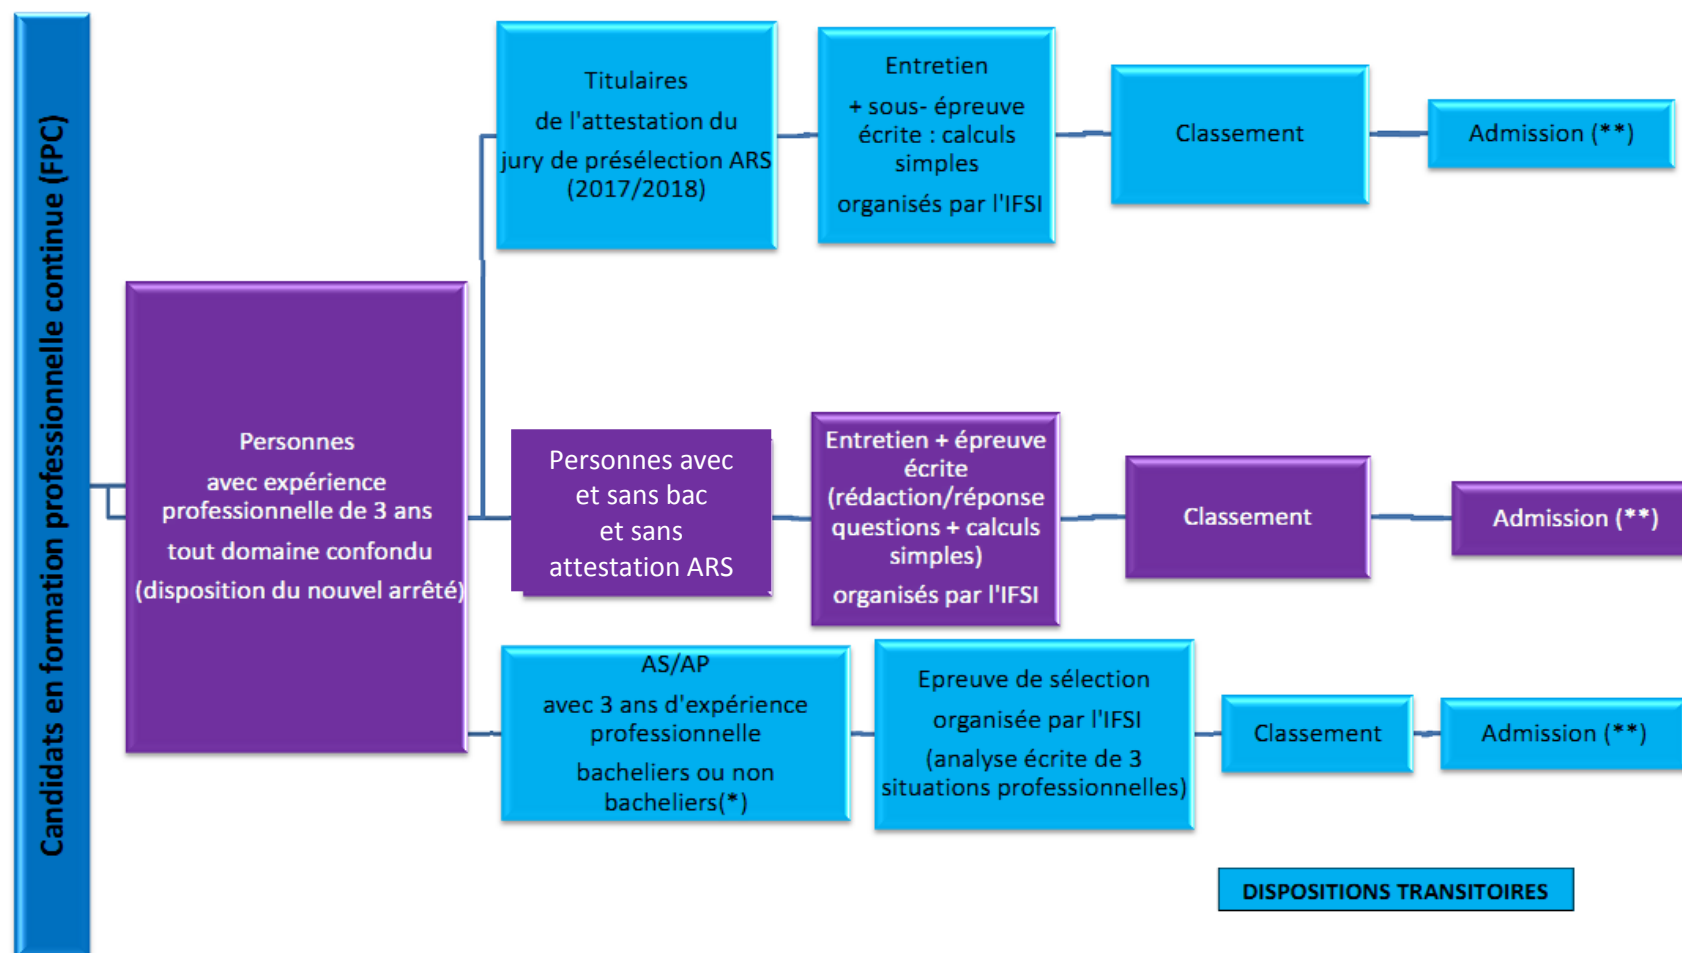 Candidats en formation professionnelle continue (FPC)
Personnes
avec expérience
professionnelle de 3 ans
tout domaine confondu
(disposition du nouvel arrêté)
Titulaires
de l'attestation du
jury de présélection ARS
(2017/2018)
Entretien
+ sous- épreuve
écrite : calculs
simples
organisés par l'IFSI
Classement
Admission (**)
Personnes avec
et sans bac
et sans
attestation ARS
Entretien + épreuve
écrite
(rédaction/réponse
questions + calculs
simples)
organisés par l'IFSI
Classement
Admission (**)
AS/AP
avec 3 ans d'expérience
professionnelle
bacheliers ou non
bacheliers(*)
Epreuve de sélection
organisée par l'IFSI
(analyse écrite de 3
situations professionnelles)
Classement
Admission (**)
DISPOSITIONS TRANSITOIRES